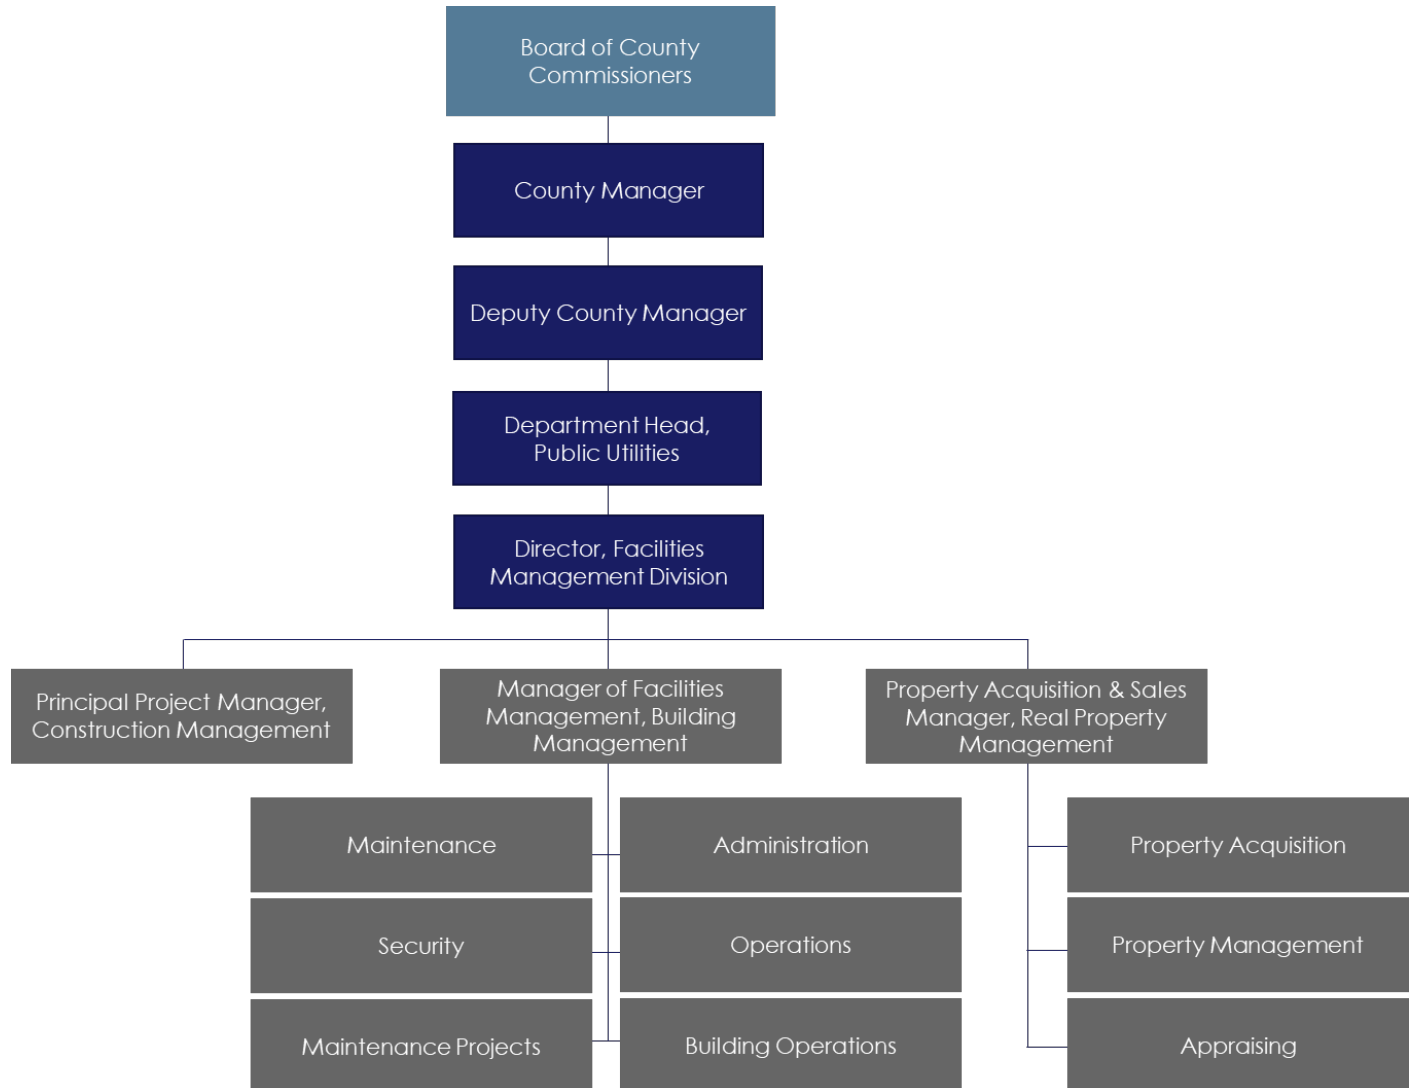 Board of County
Commissioners
County Manager
Deputy County Manager
Department Head,
Public Utilities
Director, Facilities
Management Division
Principal Project Manager,
Construction Management
Manager of Facilities
Management, Building
Management
Property Acquisition & Sales
Manager, Real Property
Management
Maintenance
Administration
Property Acquisition
Security
Operations
Property Management
Maintenance Projects
Building Operations
Appraising